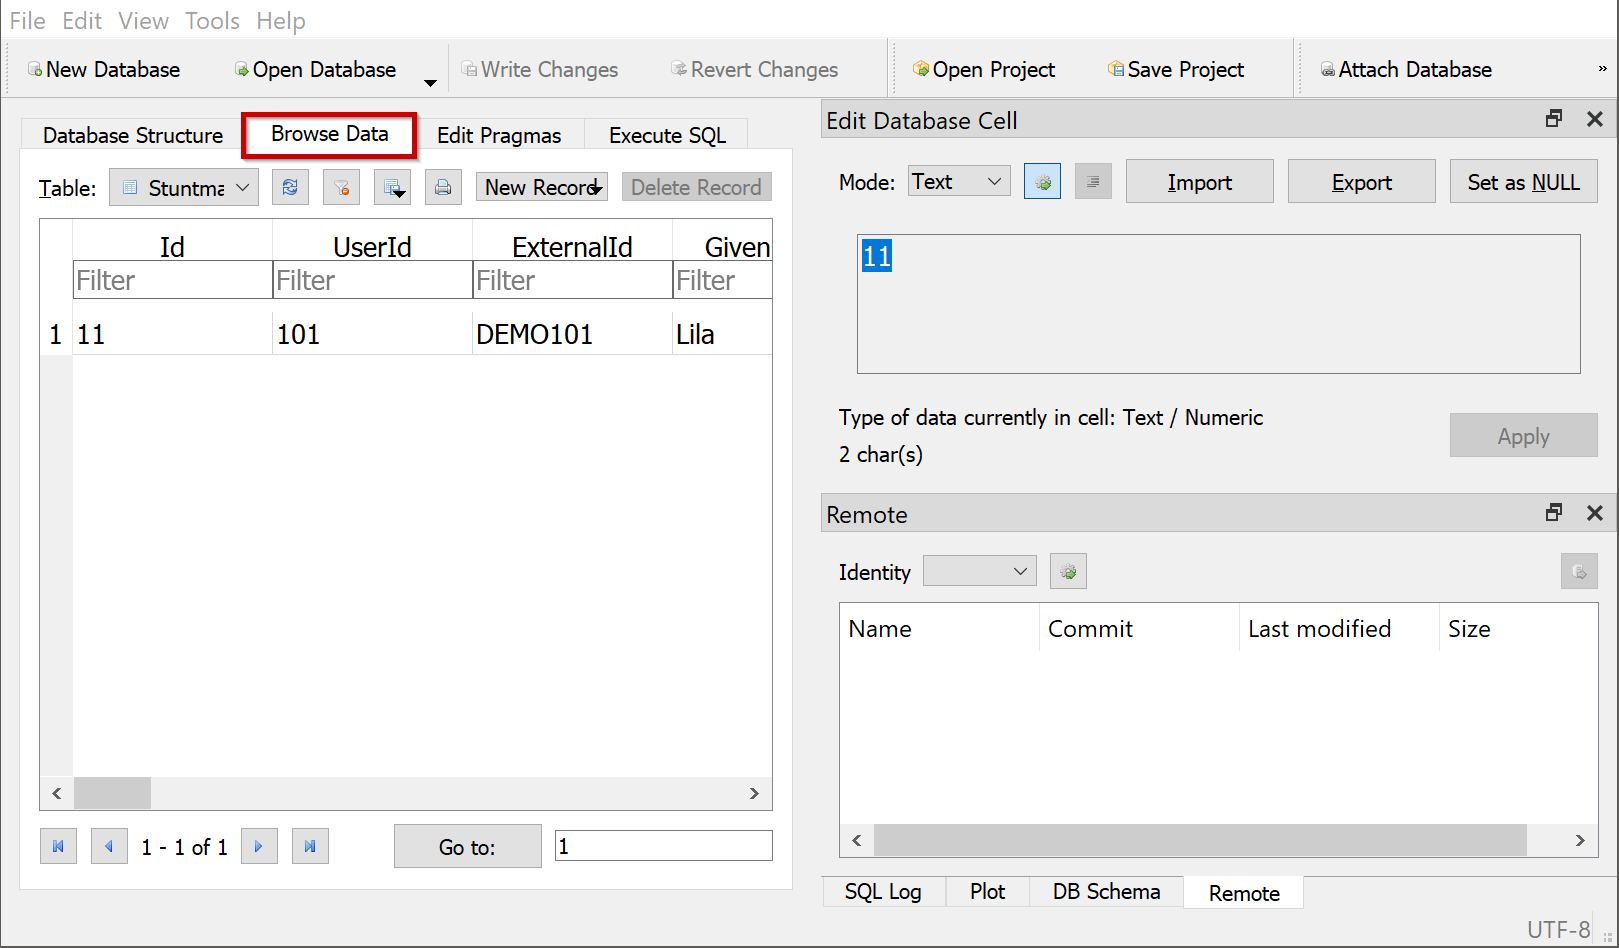 File Edit View Tools Help
New Database Open Database Write Changes Revert Changes Open Project Save Project Attach Database »
Database Structure Browse Data Edit Pragmas Execute SQL
Table: Stuntma New Record Delete Record
Id UserId ExternalId Given
Filter Filter Filter Filter
1 11 101 DEMO101 Lila
1 - 1 of 1 Go to: 1
Edit Database Cell
Mode: Text Import Export Set as NULL
11
Type of data currently in cell: Text / Numeric
2 char(s)
Apply
Remote
Identity
Name Commit Last modified Size
SQL Log Plot DB Schema Remote
UTF-8